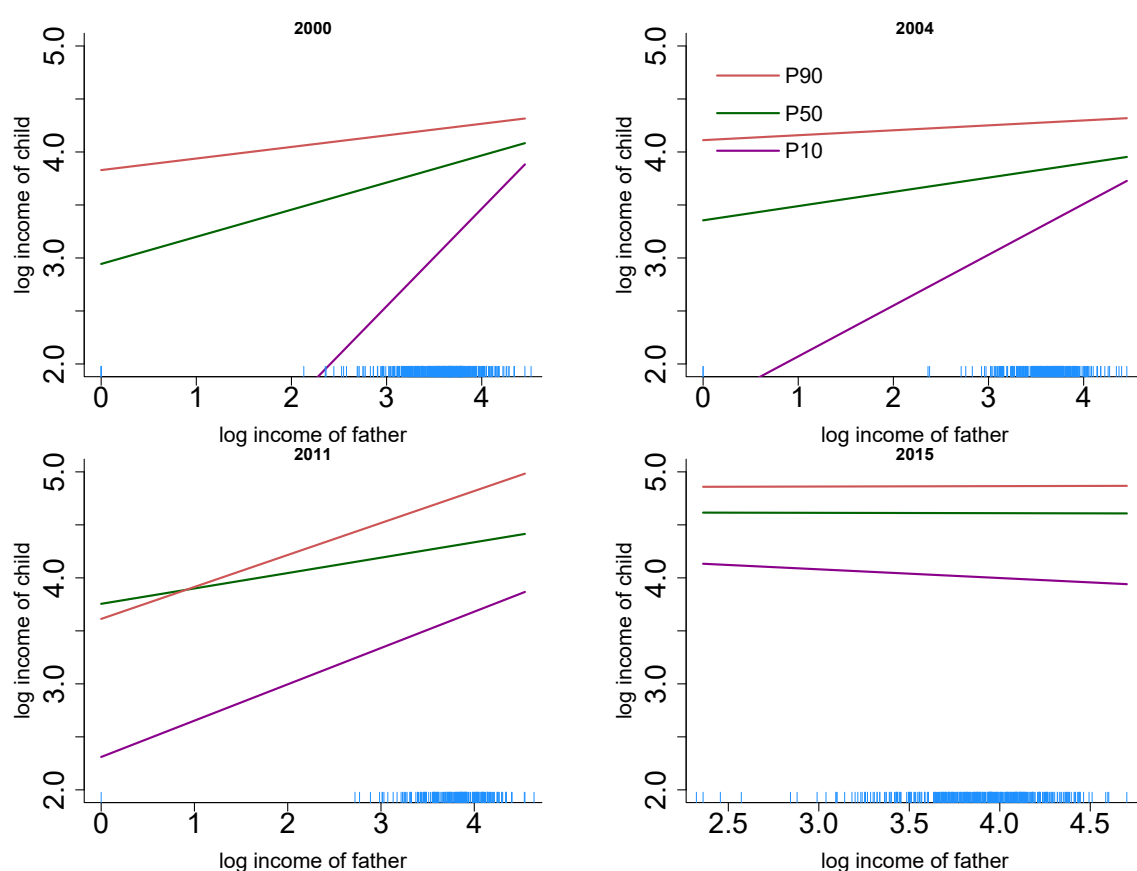 2000
5.0
4.0
3.0
2.0
log income of child
0 1 2 3 4
log income of father
2004
P90
P50
P10
5.0
4.0
3.0
2.0
log income of child
0 1 2 3 4
log income of father
2011
5.0
4.0
3.0
2.0
log income of child
0 1 2 3 4
log income of father
2015
5.0
4.0
3.0
2.0
log income of child
2.5 3.0 3.5 4.0 4.5
log income of father